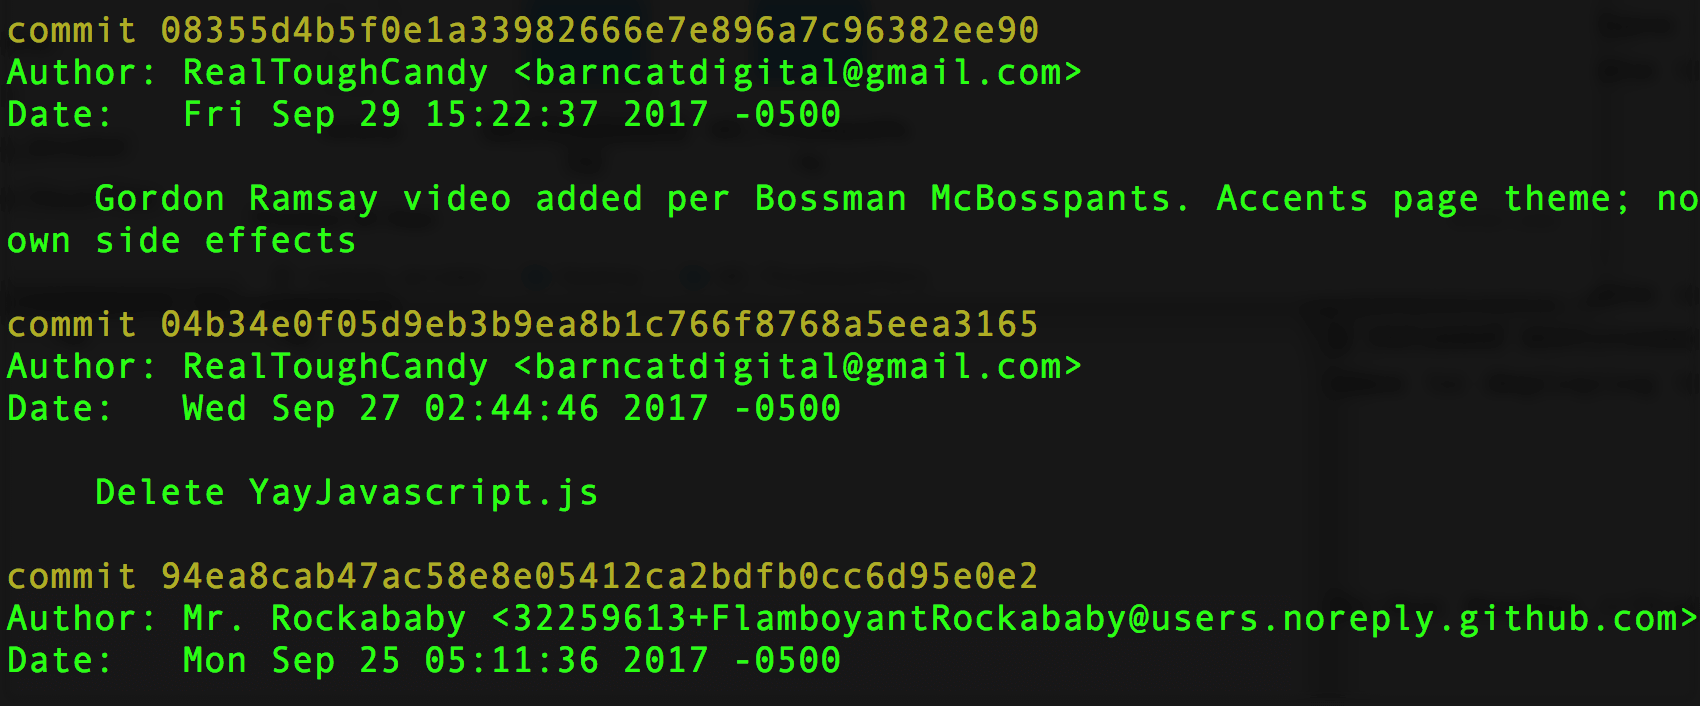 commit 08355d4b5f0e1a33982666e7e896a7c96382ee90
Author: RealToughCandy <barncatdigital@gmail.com>
Date:   Fri Sep 29 15:22:37 2017 -0500
Gordon Ramsay video added per Bossman McBosspants. Accents page theme; no
own side effects
commit 04b34e0f05d9eb3b9ea8b1c766f8768a5eea3165
Author: RealToughCandy <barncatdigital@gmail.com>
Date:   Wed Sep 27 02:44:46 2017 -0500
Delete YayJavascript.js
commit 94ea8cab47ac58e8e05412ca2bdfb0cc6d95e0e2
Author: Mr. Rockababy <32259613+FlamboyantRockababy@users.noreply.github.com>
Date:   Mon Sep 25 05:11:36 2017 -0500